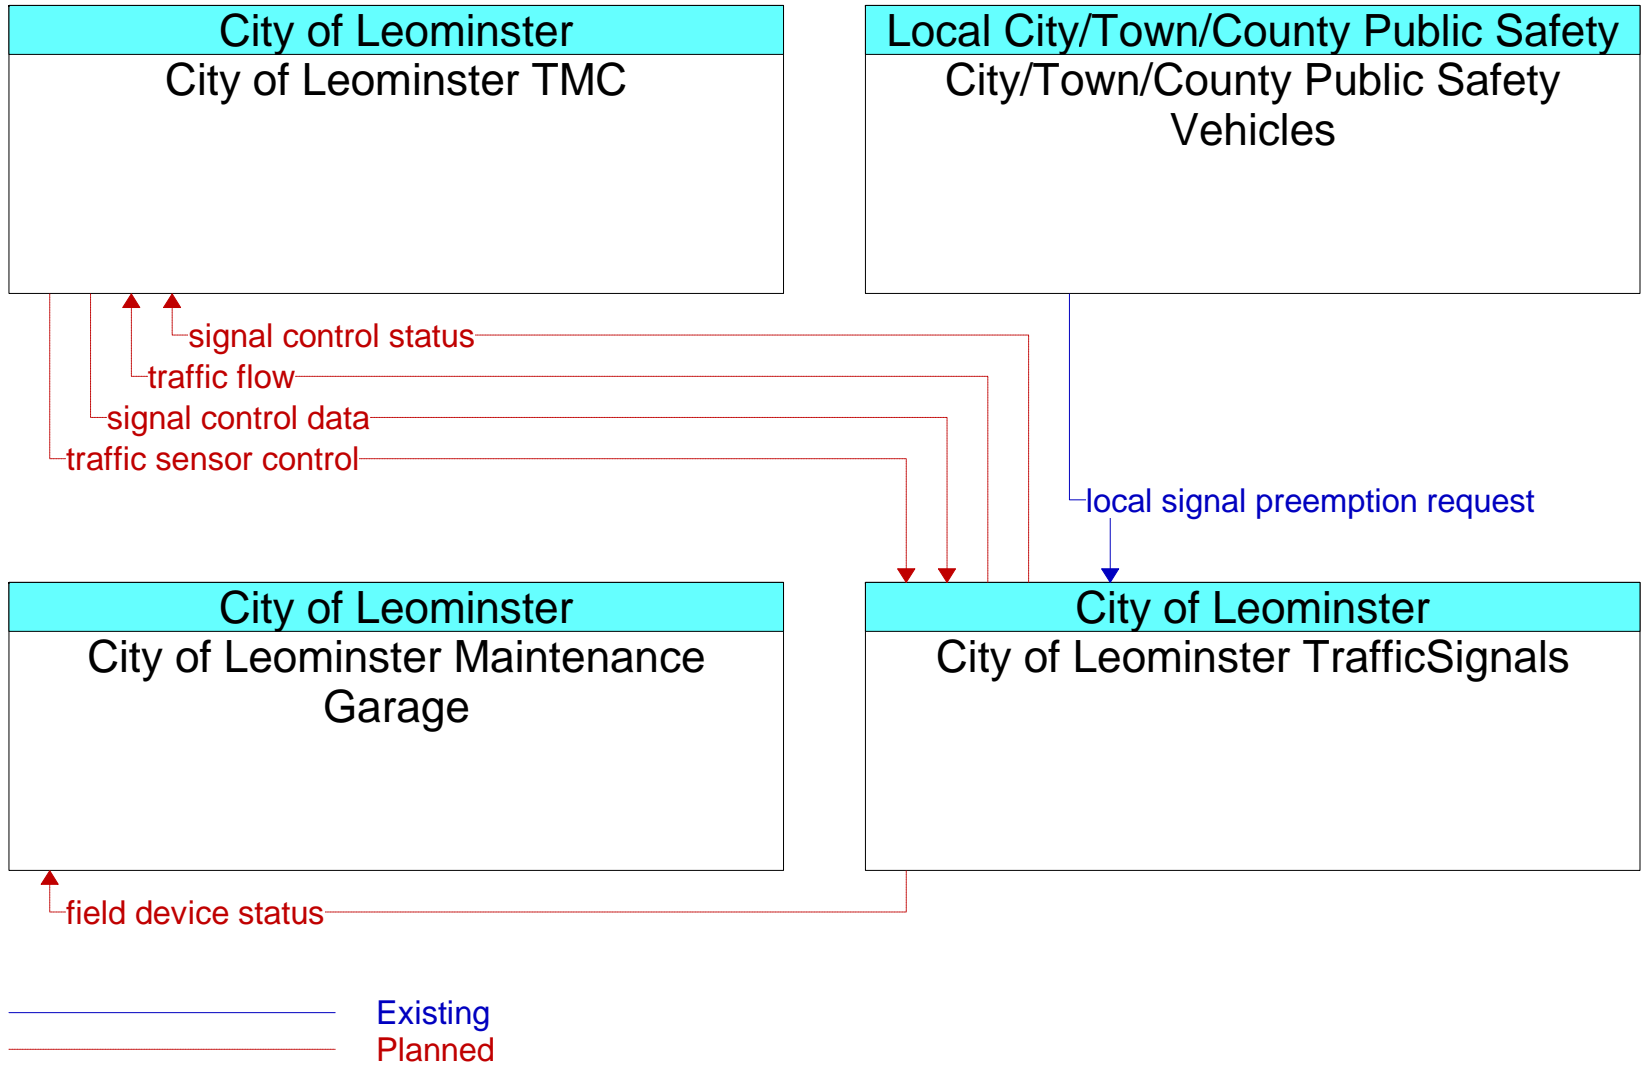 City of Leominster
City of Leominster TMC
Local City/Town/County Public Safety
City/Town/County Public Safety
Vehicles
signal control status
traffic flow
signal control data
traffic sensor control
local signal preemption request
City of Leominster
City of Leominster Maintenance
Garage
City of Leominster
City of Leominster TrafficSignals
field device status
Existing
Planned